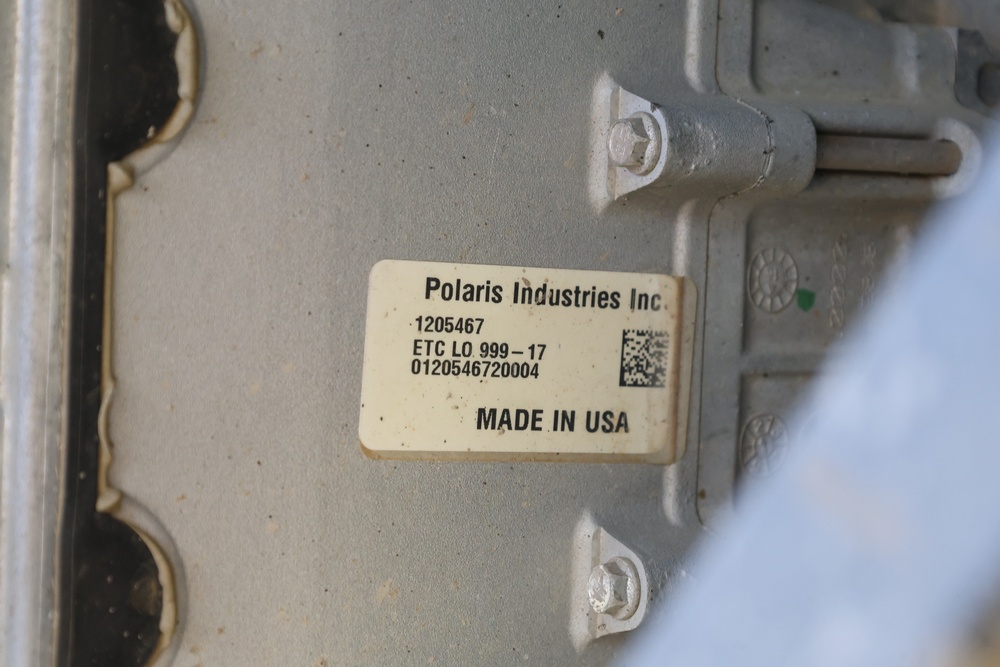 Polaris Industries Inc.
1205467
ETC LO 999-17
0120546720004
MADE IN USA